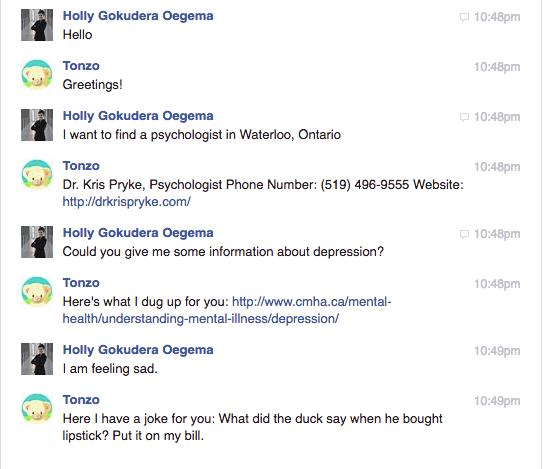 Holly Gokudera Oegema 10:48pm
Hello
Tonzo 10:48pm
Greetings!
Holly Gokudera Oegema 10:48pm
I want to find a psychologist in Waterloo, Ontario
Tonzo 10:48pm
Dr. Kris Pryke, Psychologist Phone Number: (519) 496-9555 Website:
http://drkrispryke.com/
Holly Gokudera Oegema 10:48pm
Could you give me some information about depression?
Tonzo 10:48pm
Here's what I dug up for you: http://www.cmha.ca/mental-
health/understanding-mental-illness/depression/
Holly Gokudera Oegema 10:49pm
I am feeling sad.
Tonzo 10:49pm
Here I have a joke for you: What did the duck say when he bought
lipstick? Put it on my bill.